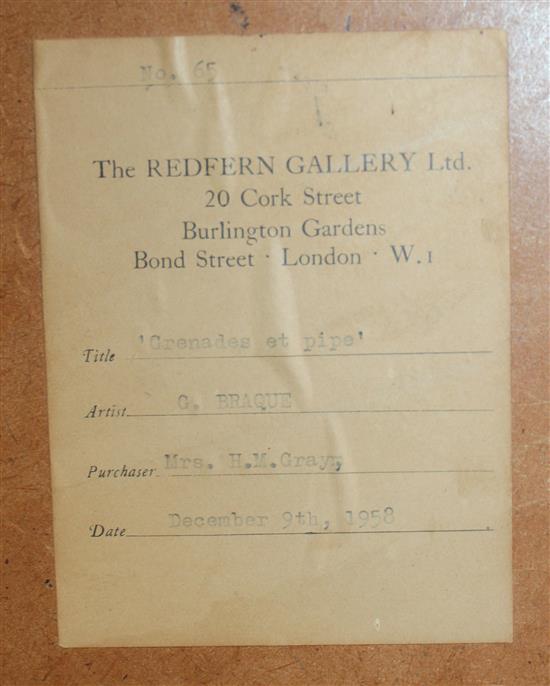 No. 65
The REDFERN GALLERY Ltd.
20 Cork Street
Burlington Gardens
Bond Street · London · W.1
Title 'Grenades et pipe'
Artist G. BRAQUE
Purchaser Mrs. H.M.Gray,
Date December 9th, 1958